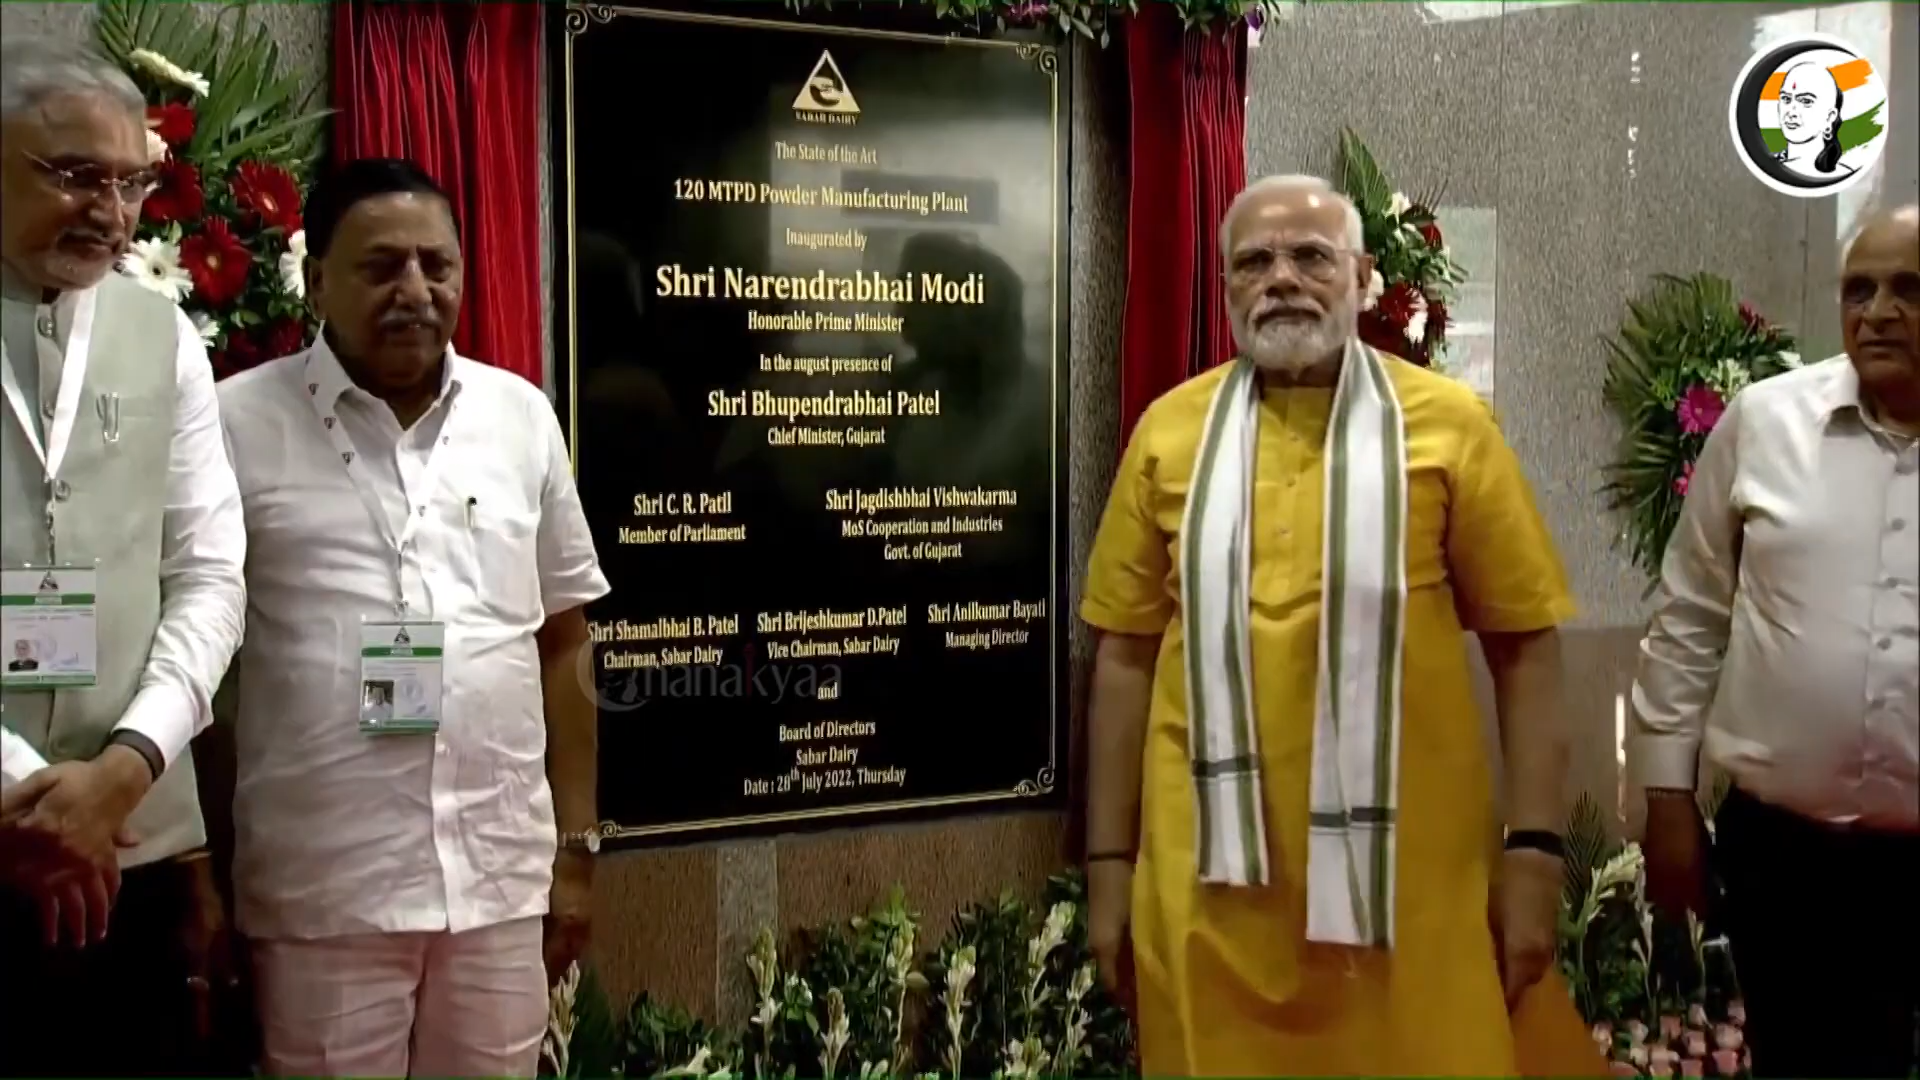 SABAR DAIRY
The State of the Art
120 MTPD Powder Manufacturing Plant
Inaugurated by
Shri Narendrabhai Modi
Honorable Prime Minister
In the august presence of
Shri Bhupendrabhai Patel
Chief Minister, Gujarat
Shri C. R. Patil
Member of Parliament
Shri Jagdishbhai Vishwakarma
MoS Cooperation and Industries
Govt. of Gujarat
Shri Shamalbhai B. Patel
Chairman, Sabar Dairy
Shri Brijeshkumar D.Patel
Vice Chairman, Sabar Dairy
Shri Anilkumar Bayati
Managing Director
Chanakyaa
and
Board of Directors
Sabar Dairy
Date : 28th July 2022, Thursday